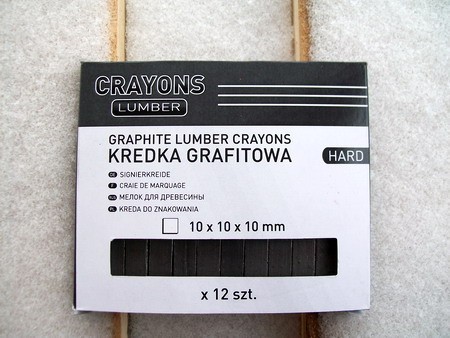 CRAYONS
LUMBER
GRAPHITE LUMBER CRAYONS
KREDKA GRAFITOWA
HARD
SIGNIERKREIDE
F CRAIE DE MARQUAGE
МЕЛОК ДЛЯ ДРЕВЕСИНЫ
PL KREDA DO ZNAKOWANIA
10 x 10 x 10 mm
x 12 szt.